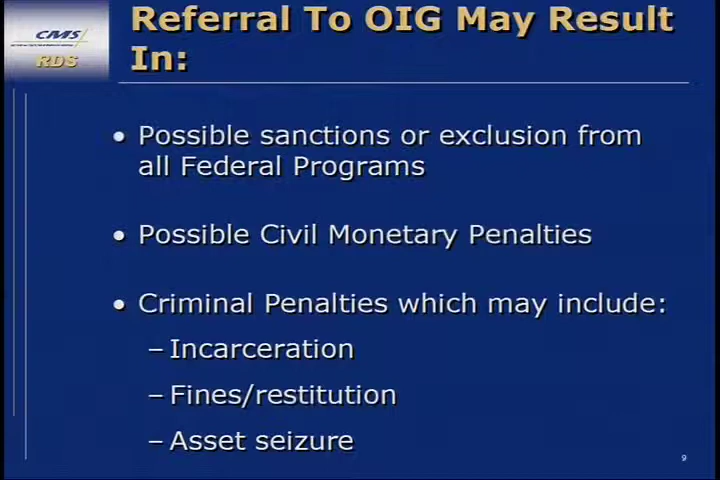 CMS/
RDS
Referral To OIG May Result
In:
• Possible sanctions or exclusion from
all Federal Programs
• Possible Civil Monetary Penalties
• Criminal Penalties which may include:
– Incarceration
– Fines/restitution
– Asset seizure
9